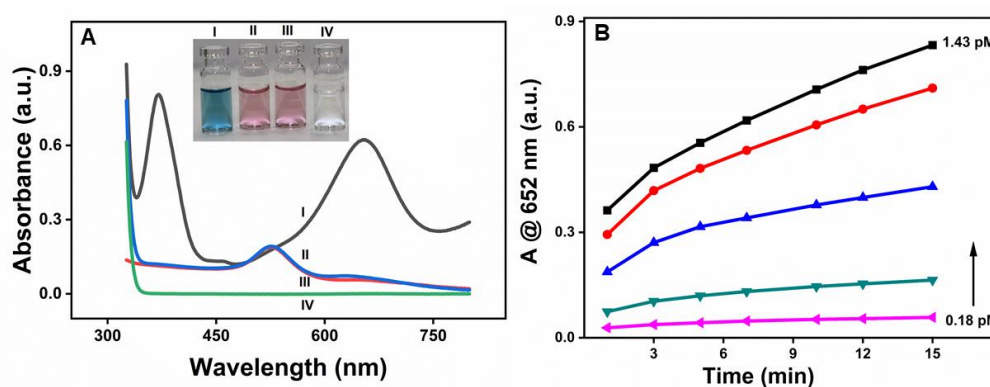 A
I II III IV
0.9
0.6
0.3
0.0
I
II
III
IV
300 450 600 750
Wavelength (nm)
Absorbance (a.u.)
B
1.43 pM
0.6
0.3
0.0
0.18 pM
3 6 9 12 15
Time (min)
A @ 652 nm (a.u.)